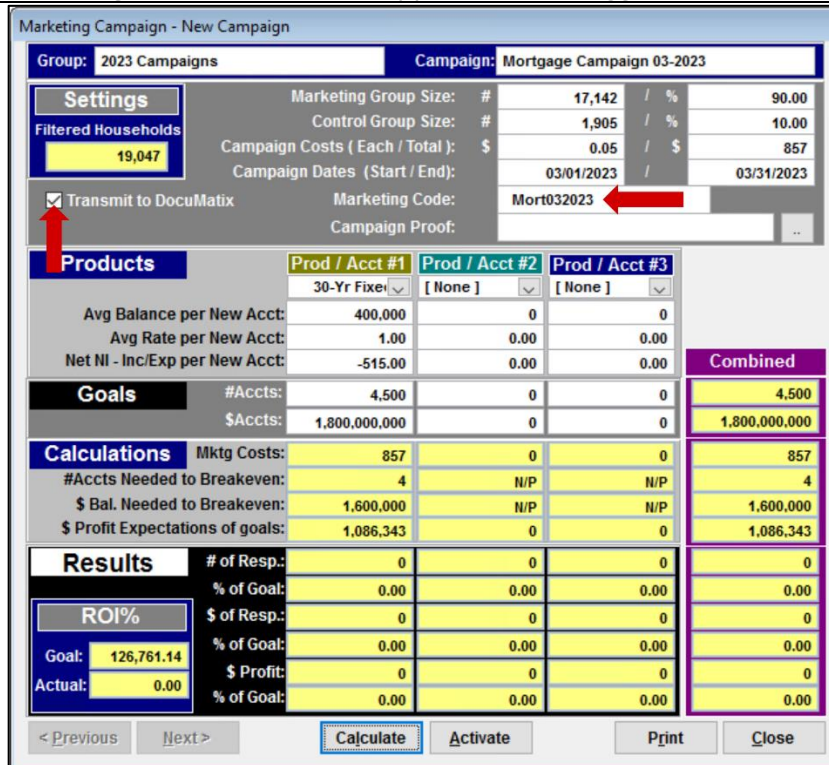 Marketing Campaign - New Campaign
Group: 2023 Campaigns Campaign: Mortgage Campaign 03-2023
Settings Marketing Group Size: # 17,142 / % 90.00
Filtered Households Control Group Size: # 1,905 / % 10.00
19,047 Campaign Costs ( Each / Total ): $ 0.05 / $ 857
Campaign Dates (Start / End): 03/01/2023 / 03/31/2023
Transmit to DocuMatix Marketing Code: Mort032023
Campaign Proof: ..
Products Prod / Acct #1 Prod / Acct #2 Prod / Acct #3
30-Yr Fixe [ None ] [ None ]
Avg Balance per New Acct: 400,000 0 0
Avg Rate per New Acct: 1.00 0.00 0.00
Net NI - Inc/Exp per New Acct: -515.00 0.00 0.00 Combined
Goals #Accts: 4,500 0 0 4,500
$Accts: 1,800,000,000 0 0 1,800,000,000
Calculations Mktg Costs: 857 0 0 857
#Accts Needed to Breakeven: 4 N/P N/P 4
$ Bal. Needed to Breakeven: 1,600,000 N/P N/P 1,600,000
$ Profit Expectations of goals: 1,086,343 0 0 1,086,343
Results # of Resp.: 0 0 0 0
% of Goal: 0.00 0.00 0.00 0.00
ROI% $ of Resp.: 0 0 0 0
Goal: 126,761.14 % of Goal: 0.00 0.00 0.00 0.00
Actual: 0.00 $ Profit: 0 0 0 0
% of Goal: 0.00 0.00 0.00 0.00
< Previous Next > Calculate Activate Print Close